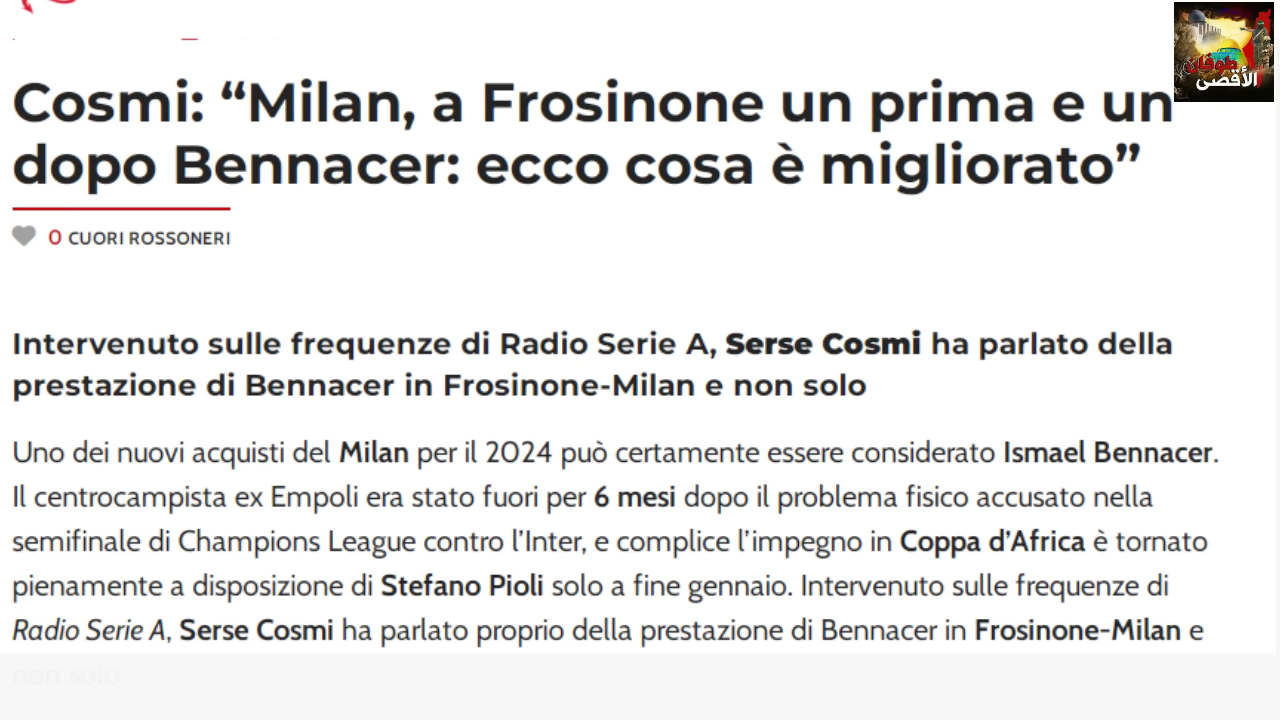 Cosmi: “Milan, a Frosinone un prima e un
dopo Bennacer: ecco cosa è migliorato”
0 CUORI ROSSONERI
Intervenuto sulle frequenze di Radio Serie A, Serse Cosmi ha parlato della
prestazione di Bennacer in Frosinone-Milan e non solo
Uno dei nuovi acquisti del Milan per il 2024 può certamente essere considerato Ismael Bennacer.
Il centrocampista ex Empoli era stato fuori per 6 mesi dopo il problema fisico accusato nella
semifinale di Champions League contro l’Inter, e complice l’impegno in Coppa d’Africa è tornato
pienamente a disposizione di Stefano Pioli solo a fine gennaio. Intervenuto sulle frequenze di
Radio Serie A, Serse Cosmi ha parlato proprio della prestazione di Bennacer in Frosinone-Milan e
non solo.
طوفان
الأقصى